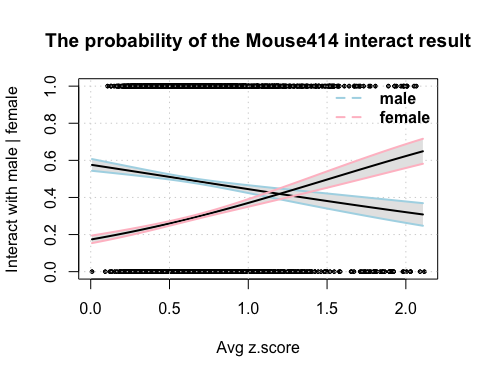 The probability of the Mouse414 interact result
male
female
Interact with male | female
1.0
0.8
0.6
0.4
0.2
0.0
0.0 0.5 1.0 1.5 2.0
Avg z.score